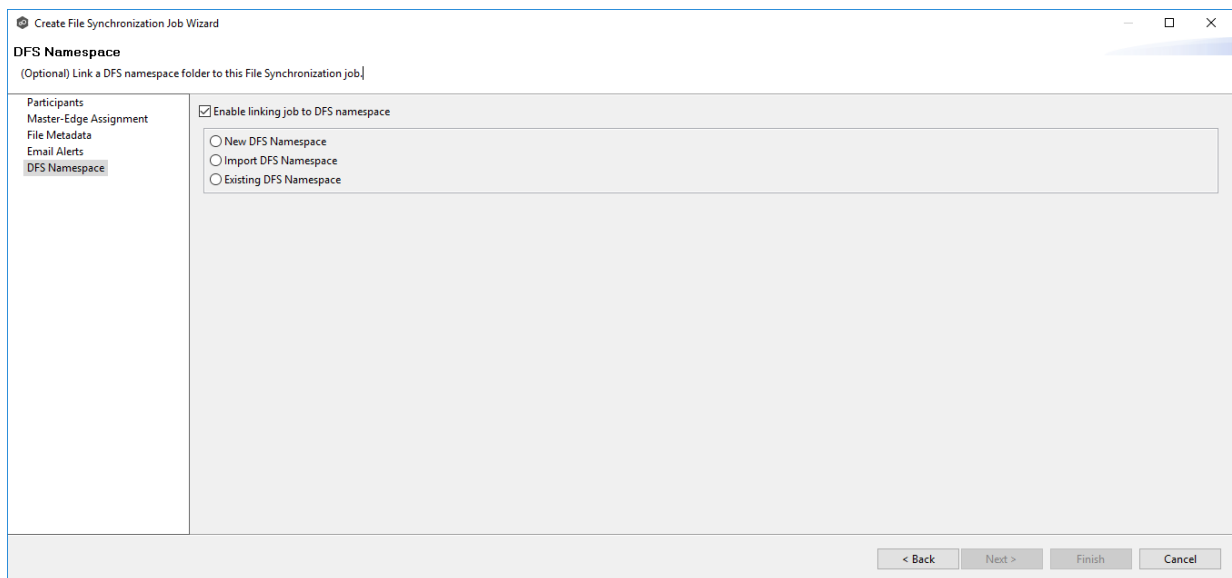 Create File Synchronization Job Wizard
DFS Namespace
(Optional) Link a DFS namespace folder to this File Synchronization job.
Participants
Master-Edge Assignment
File Metadata
Email Alerts
DFS Namespace
Enable linking job to DFS namespace
New DFS Namespace
Import DFS Namespace
Existing DFS Namespace
< Back
Next >
Finish
Cancel